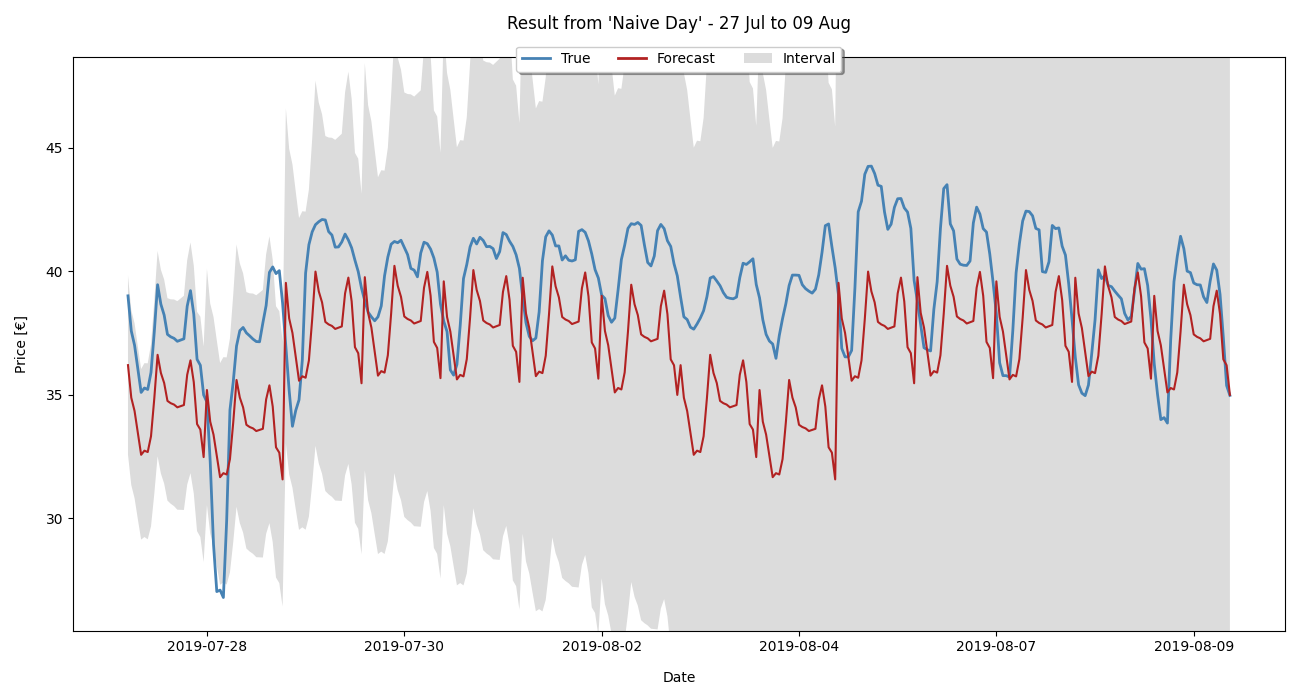 Result from 'Naive Day' - 27 Jul to 09 Aug
True Forecast Interval
Price [€]
45
40
35
30
2019-07-28 2019-07-30 2019-08-02 2019-08-04 2019-08-07 2019-08-09
Date